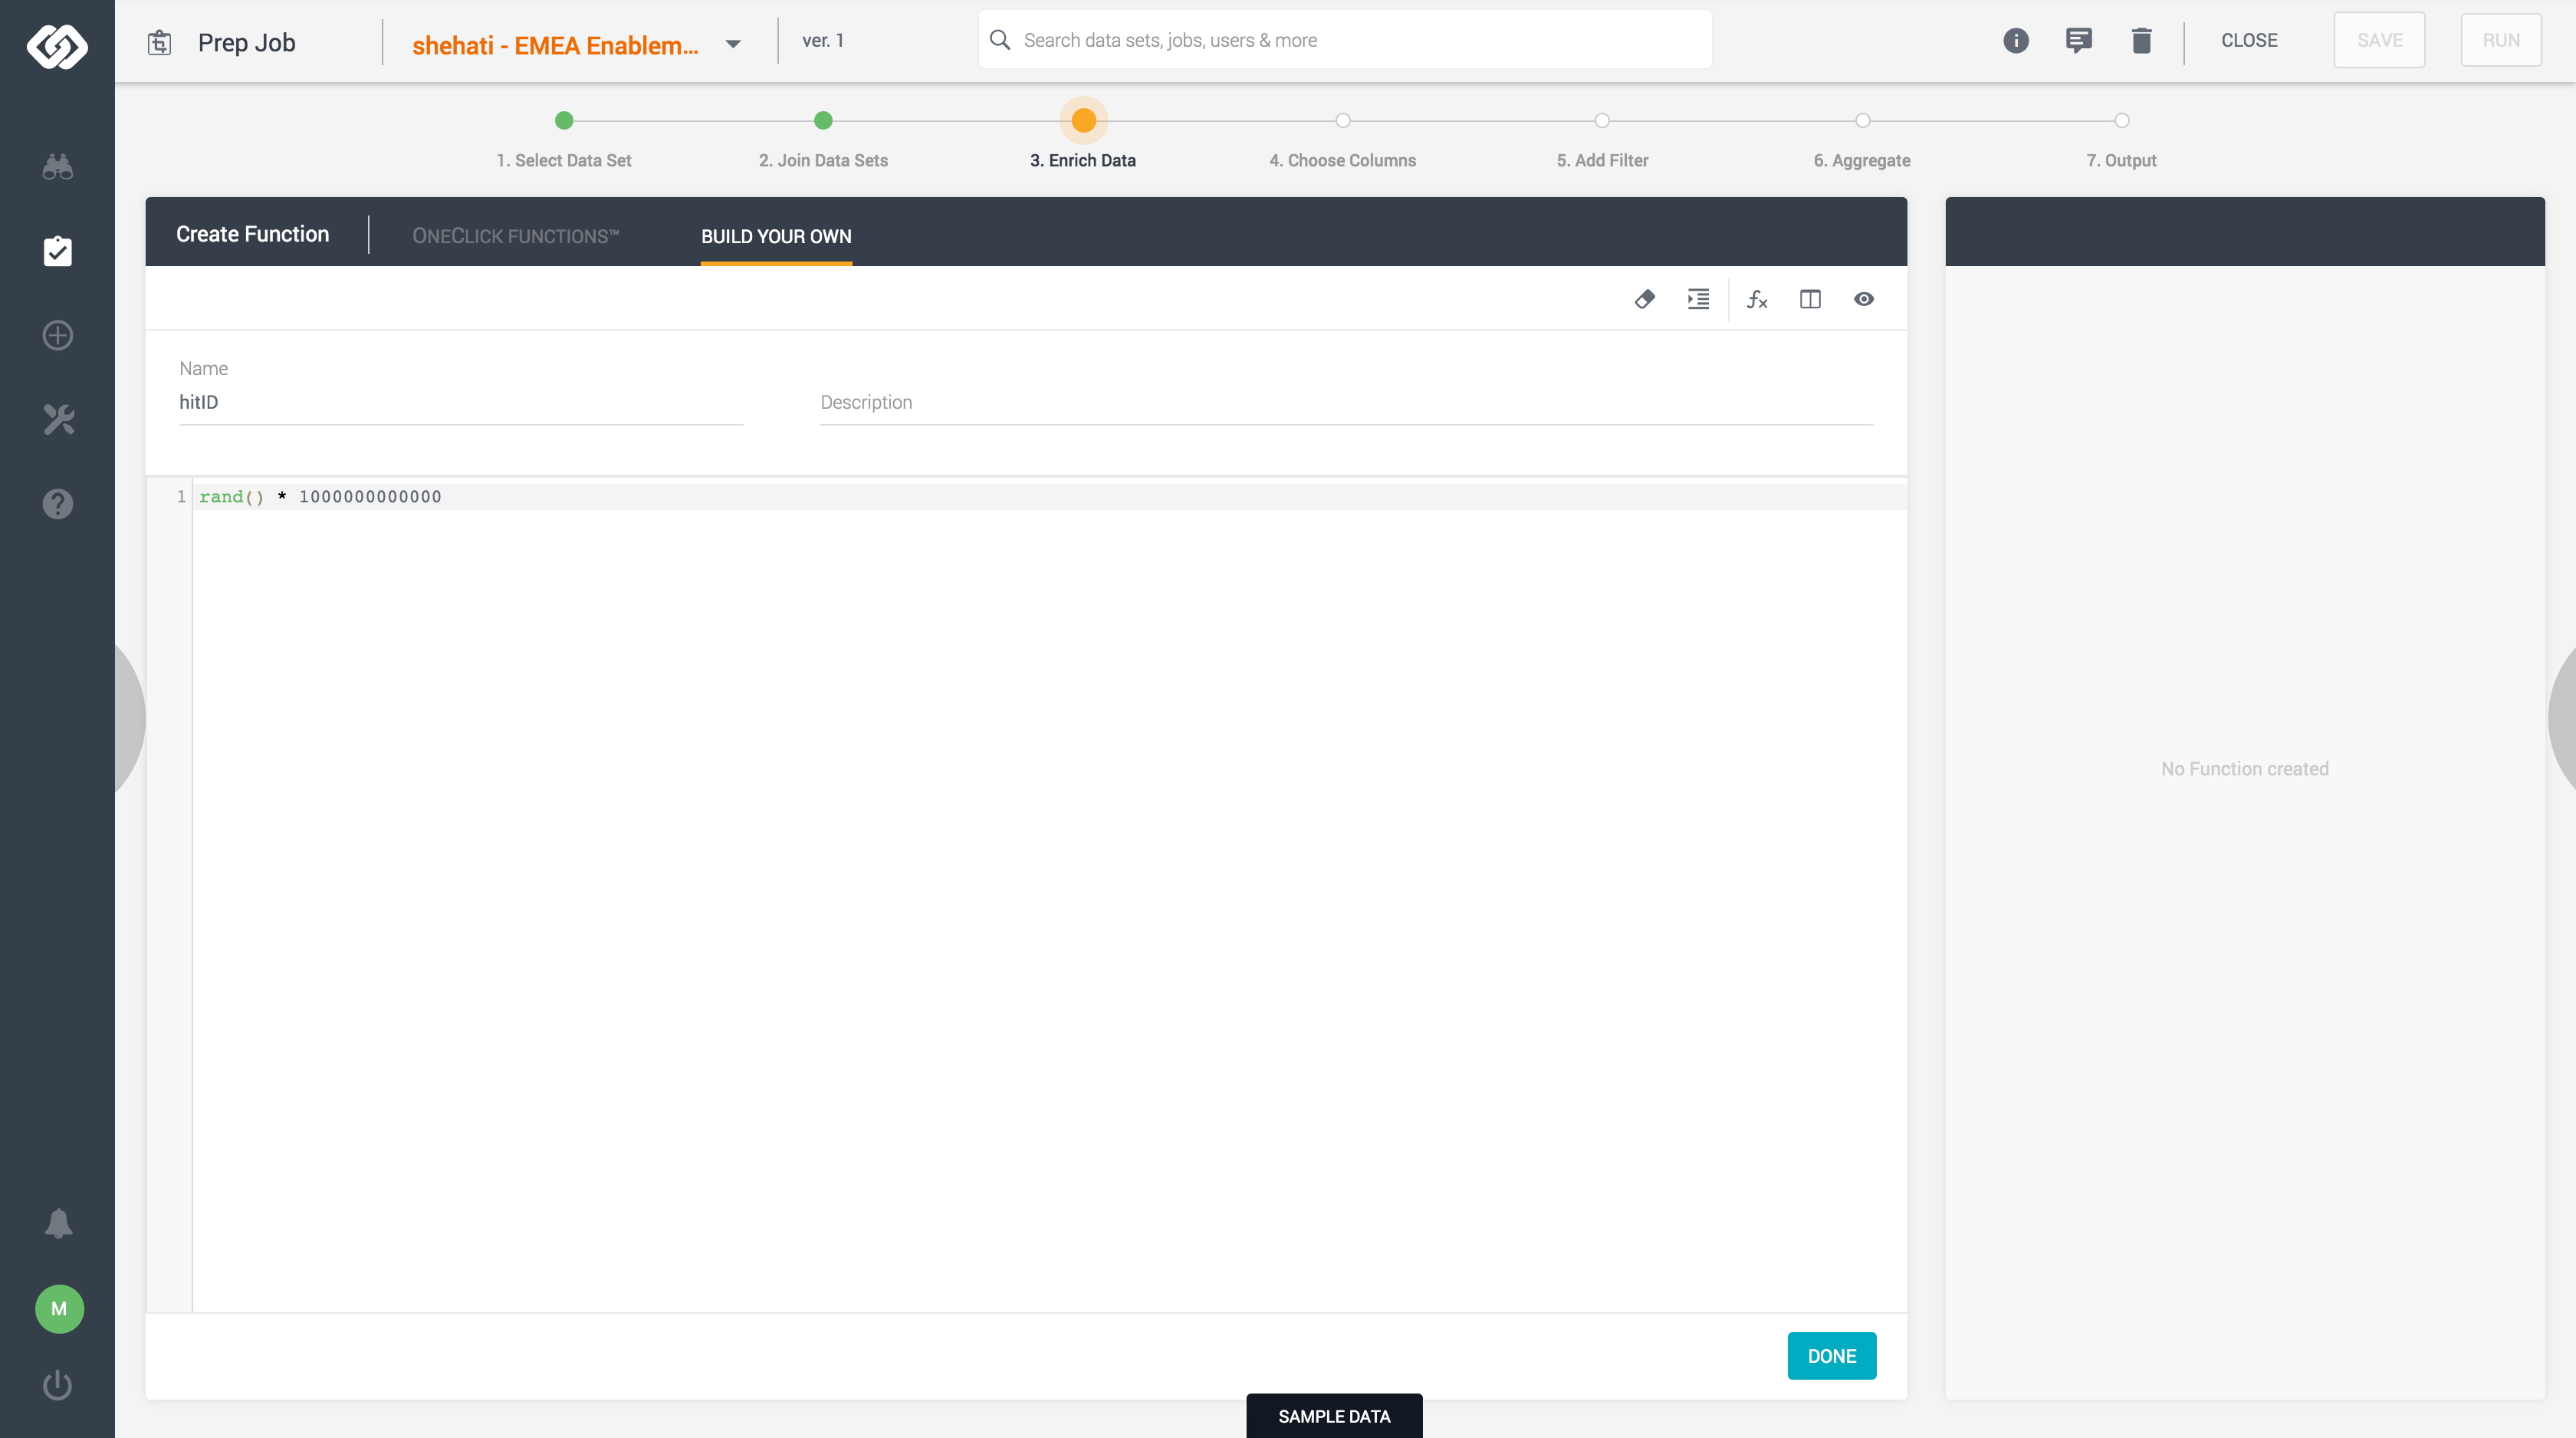 Prep Job
shehati - EMEA Enablem...
ver. 1
Search data sets, jobs, users & more
CLOSE
SAVE
RUN
1. Select Data Set
2. Join Data Sets
3. Enrich Data
4. Choose Columns
5. Add Filter
6. Aggregate
7. Output
Create Function
ONECLICK FUNCTIONS™
BUILD YOUR OWN
Name
hitID
Description
1 rand() * 1000000000000
No Function created
M
DONE
SAMPLE DATA